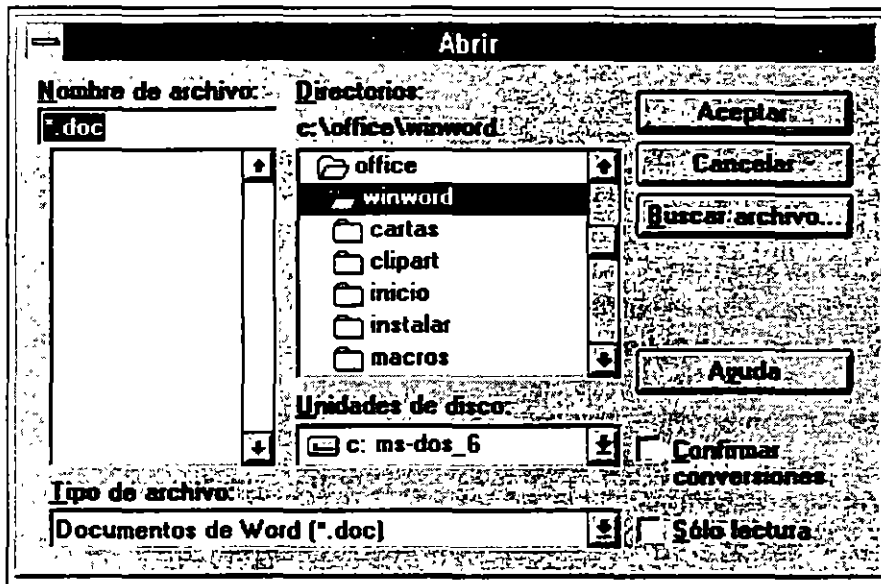 Abrir
Nombre de archivo:
*.doc
Directorios:
c:\office\winword
office
winword
cartas
clipart
inicio
instalar
macros
Unidades de disco:
c: ms-dos_6
Tipo de archivo:
Documentos de Word (*.doc)
Aceptar
Cancelar
Buscar archivo...
Ayuda
Confirmar
conversiones
Sólo lectura